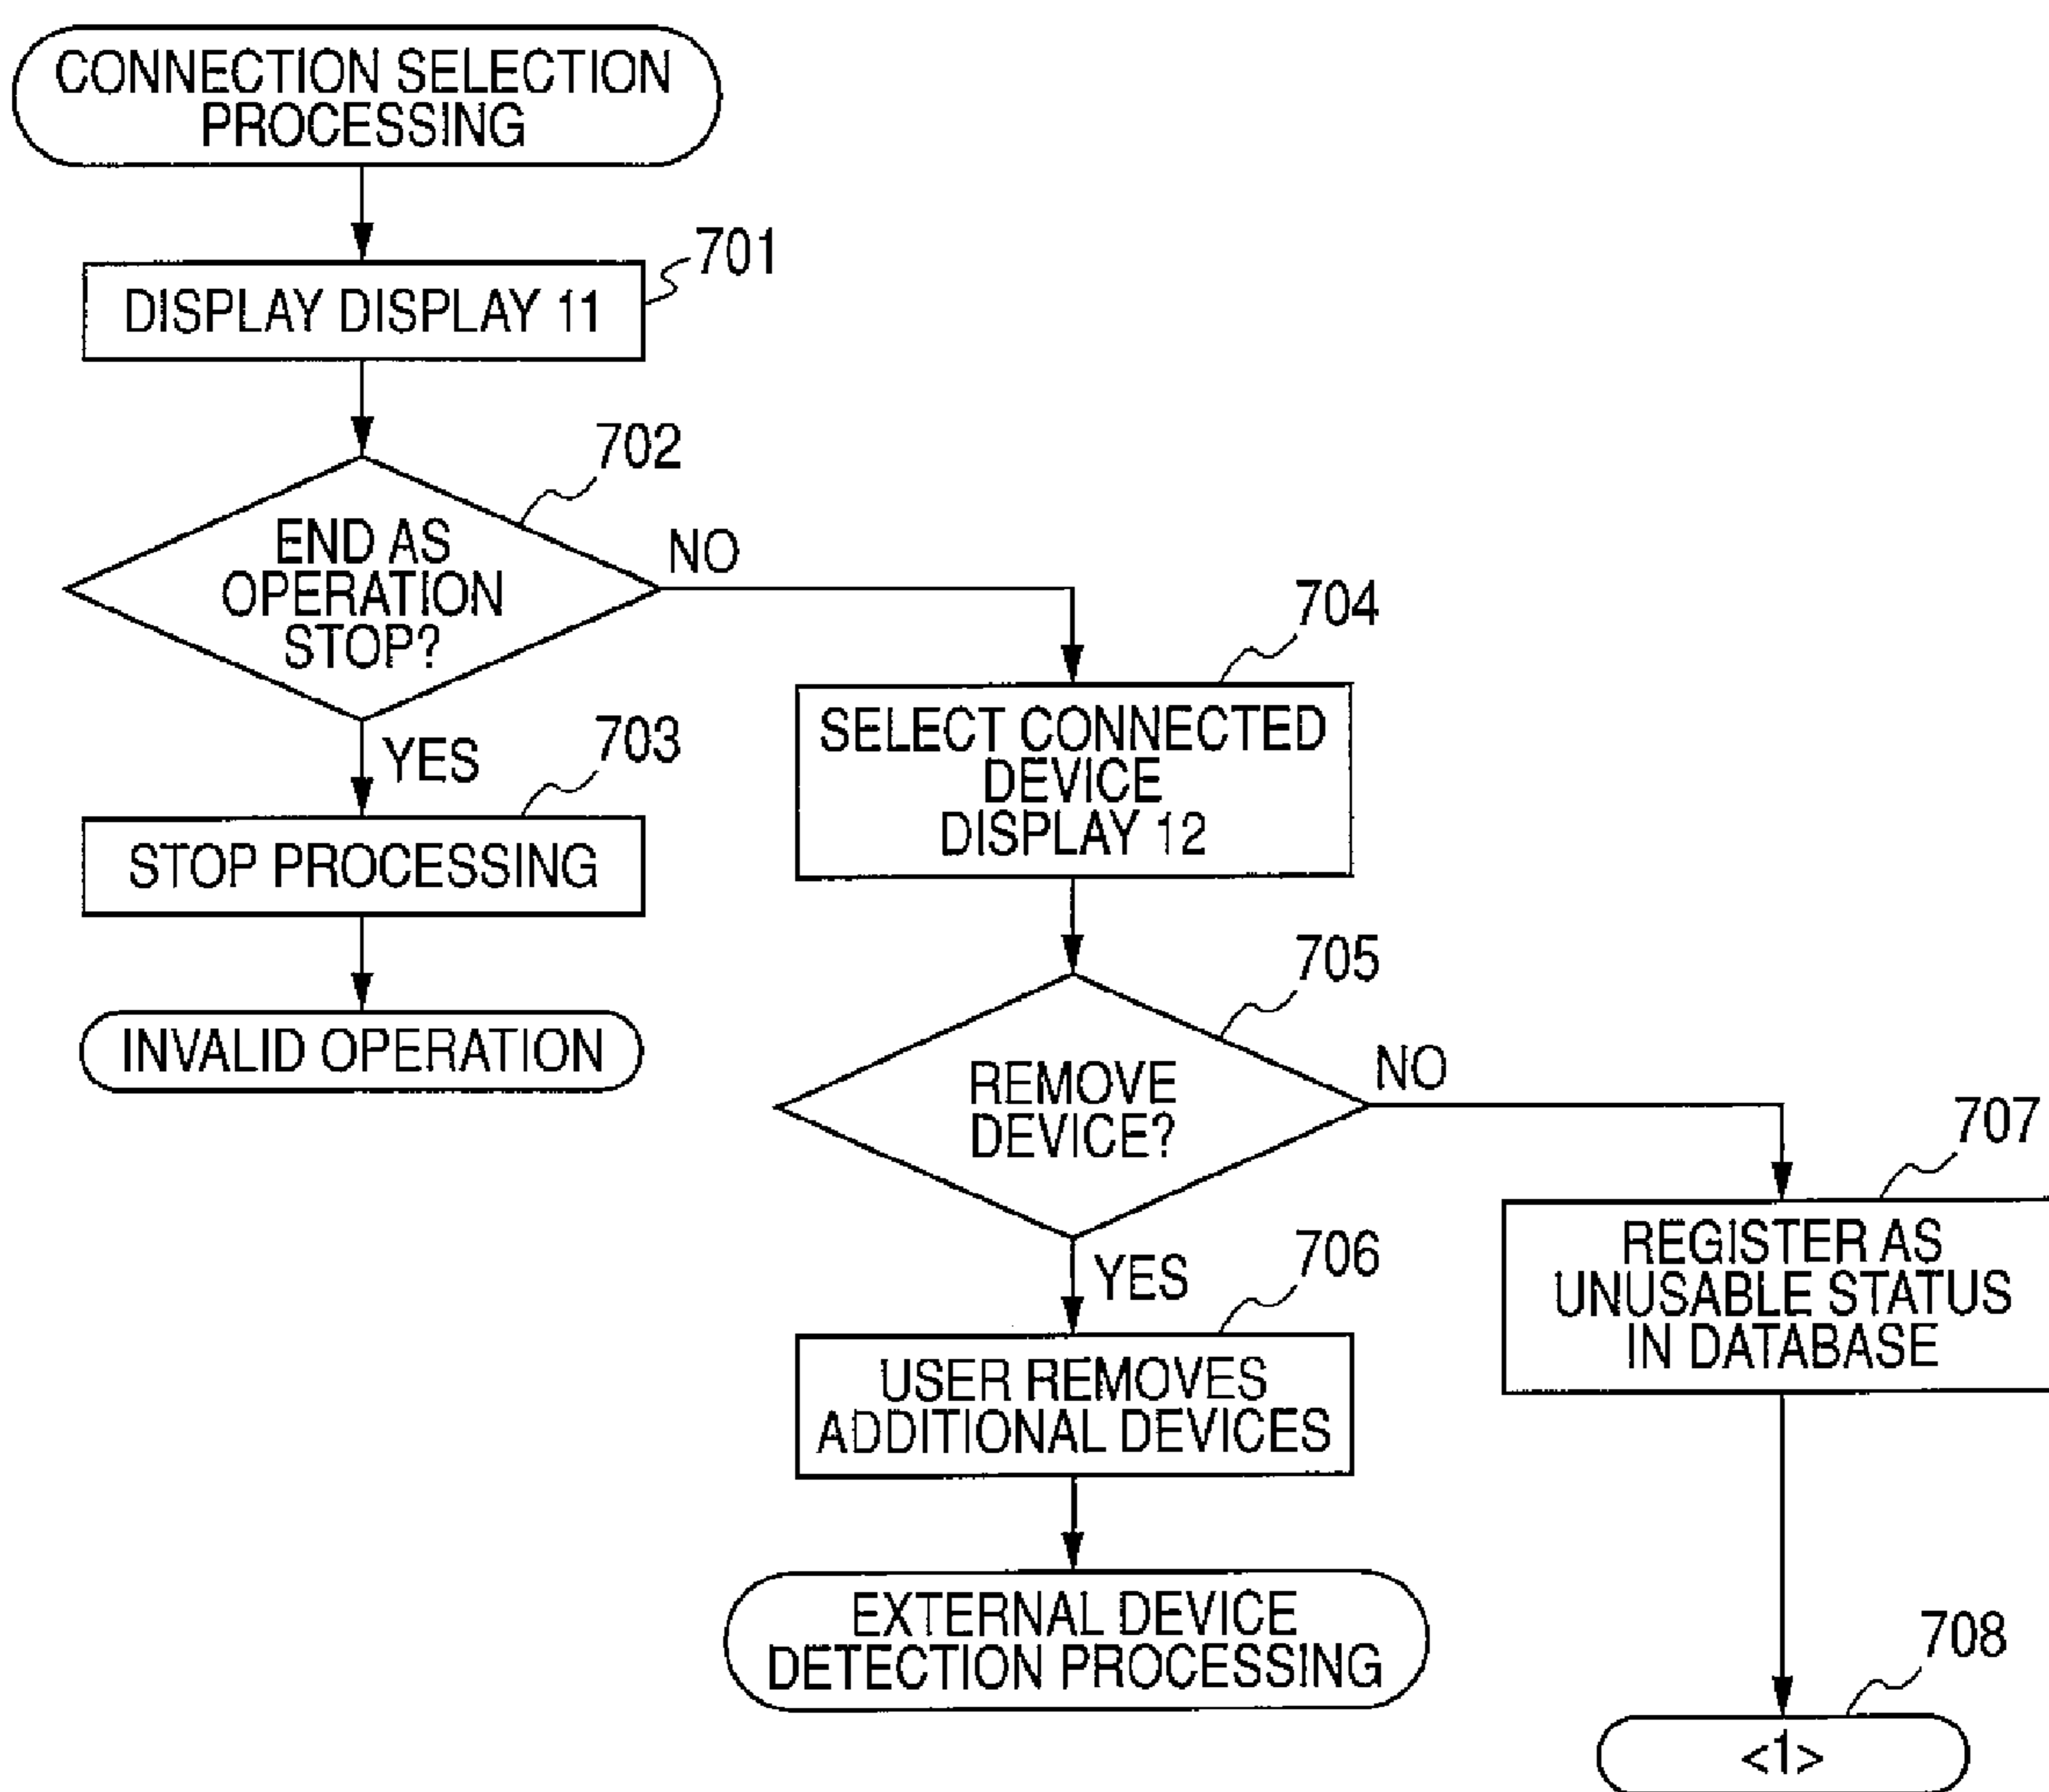 CONNECTION SELECTION
PROCESSING
701
DISPLAY DISPLAY 11
702
END AS
OPERATION
STOP?
NO
YES
703
STOP PROCESSING
INVALID OPERATION
704
SELECT CONNECTED
DEVICE
DISPLAY 12
705
REMOVE
DEVICE?
NO
YES
706
USER REMOVES
ADDITIONAL DEVICES
EXTERNAL DEVICE
DETECTION PROCESSING
707
REGISTER AS
UNUSABLE STATUS
IN DATABASE
708
<1>